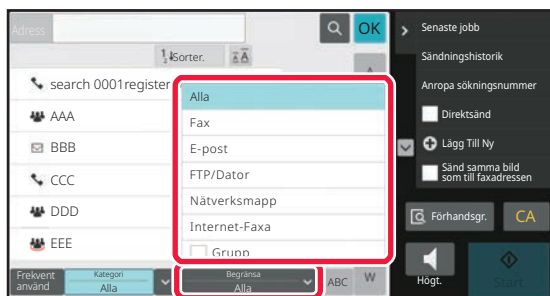 Adress
OK
Sorter.
search 0001register
AAA
BBB
CCC
DDD
EEE
Alla
Fax
E-post
FTP/Dator
Nätverksmapp
Internet-Faxa
Grupp
Frekvent
använd
Kategori
Alla
Begränsa
Alla
ABC
W
Senaste jobb
Sändningshistorik
Anropa sökningsnummer
Direktsänd
Lägg Till Ny
Sänd samma bild
som till faxadressen
Förhandsgr.
CA
Högt.
Start